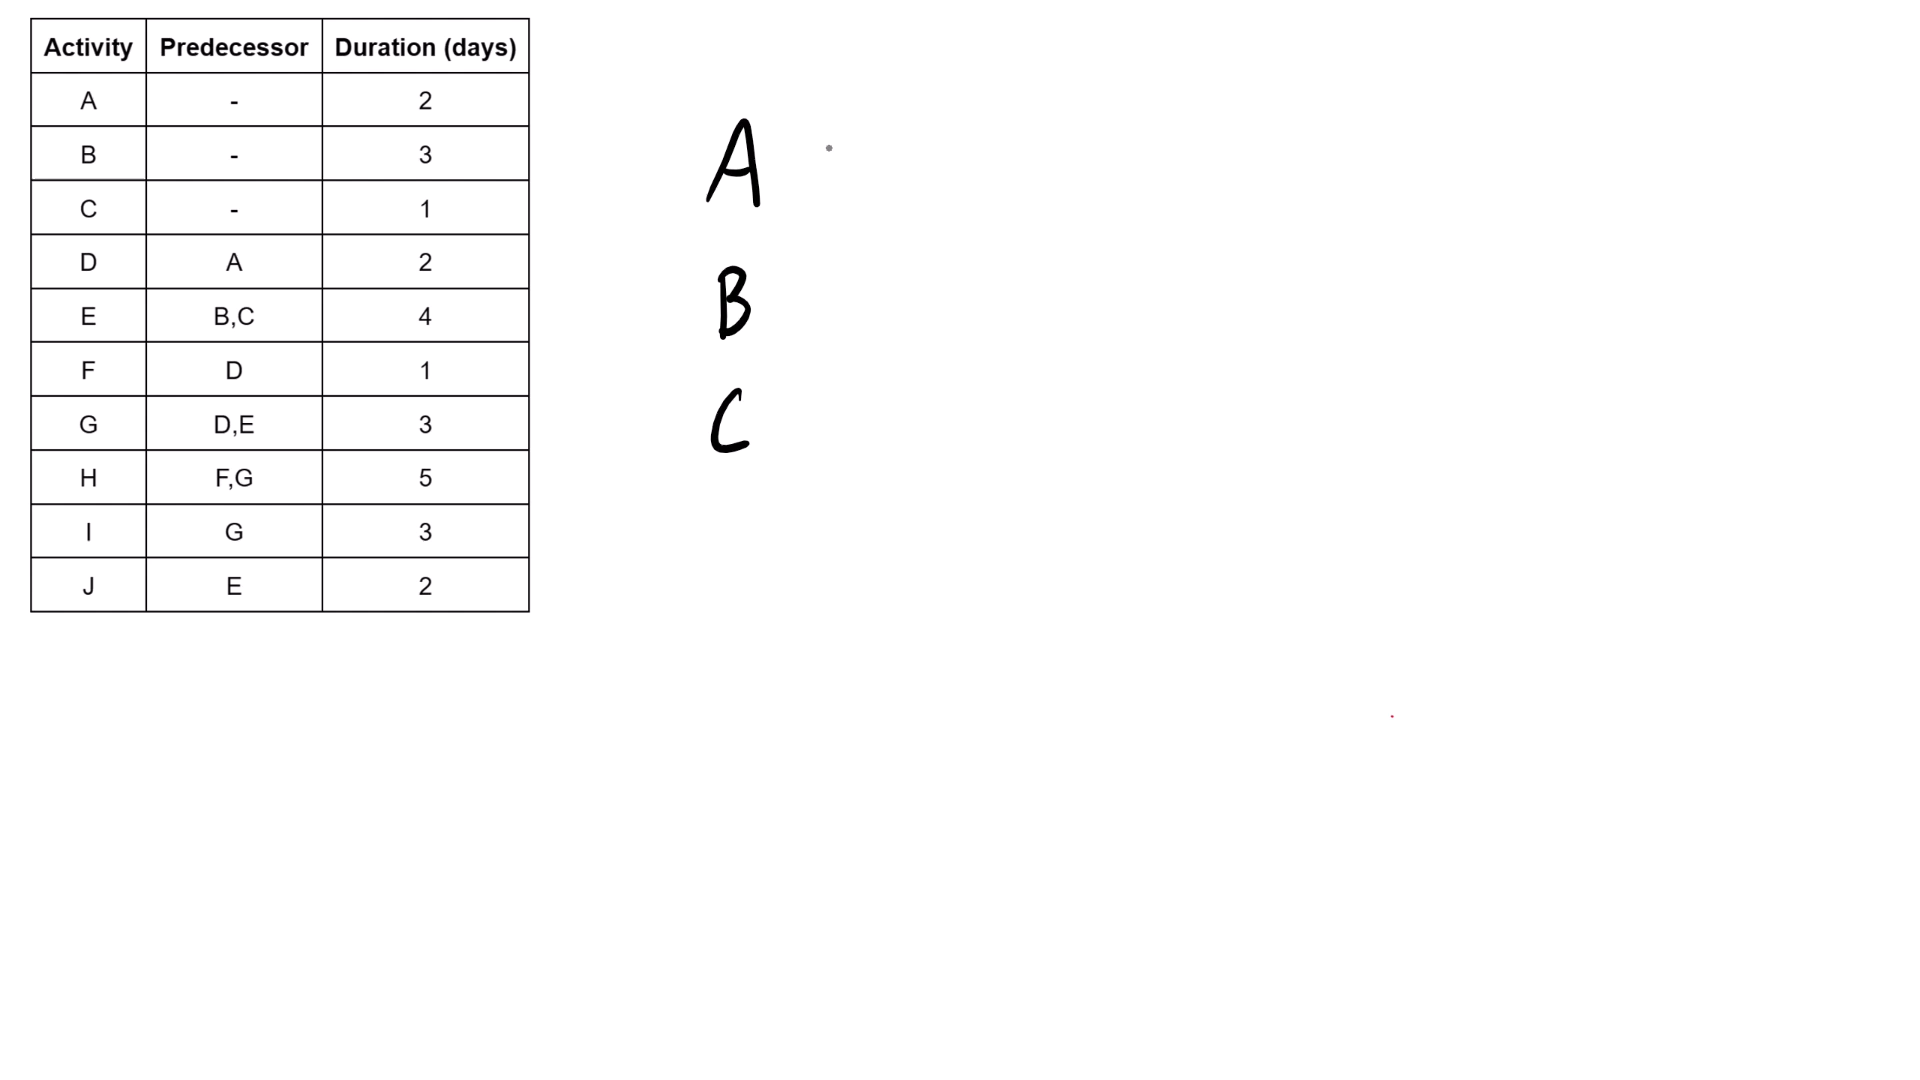 Activity Predecessor Duration (days)
A - 2
B - 3
C - 1
D A 2
E B,C 4
F D 1
G D,E 3
H F,G 5
I G 3
J E 2
A
B
C